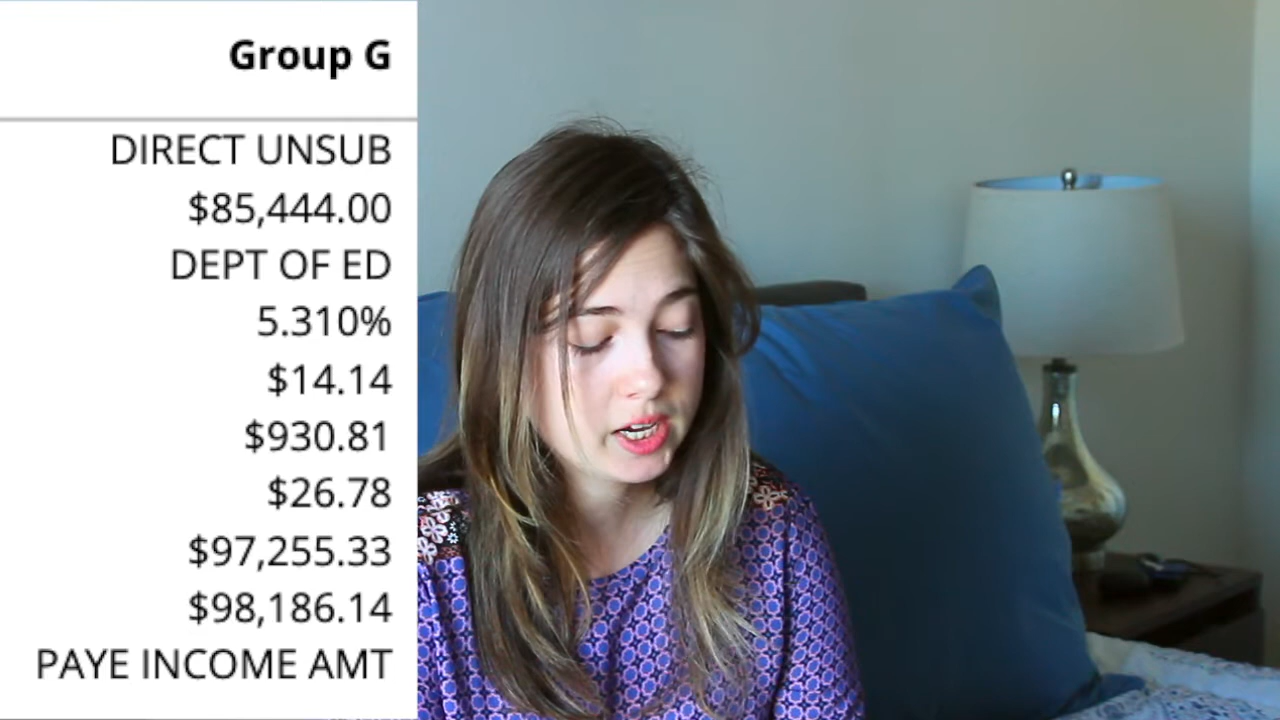 Group G
DIRECT UNSUB
$85,444.00
DEPT OF ED
5.310%
$14.14
$930.81
$26.78
$97,255.33
$98,186.14
PAYE INCOME AMT